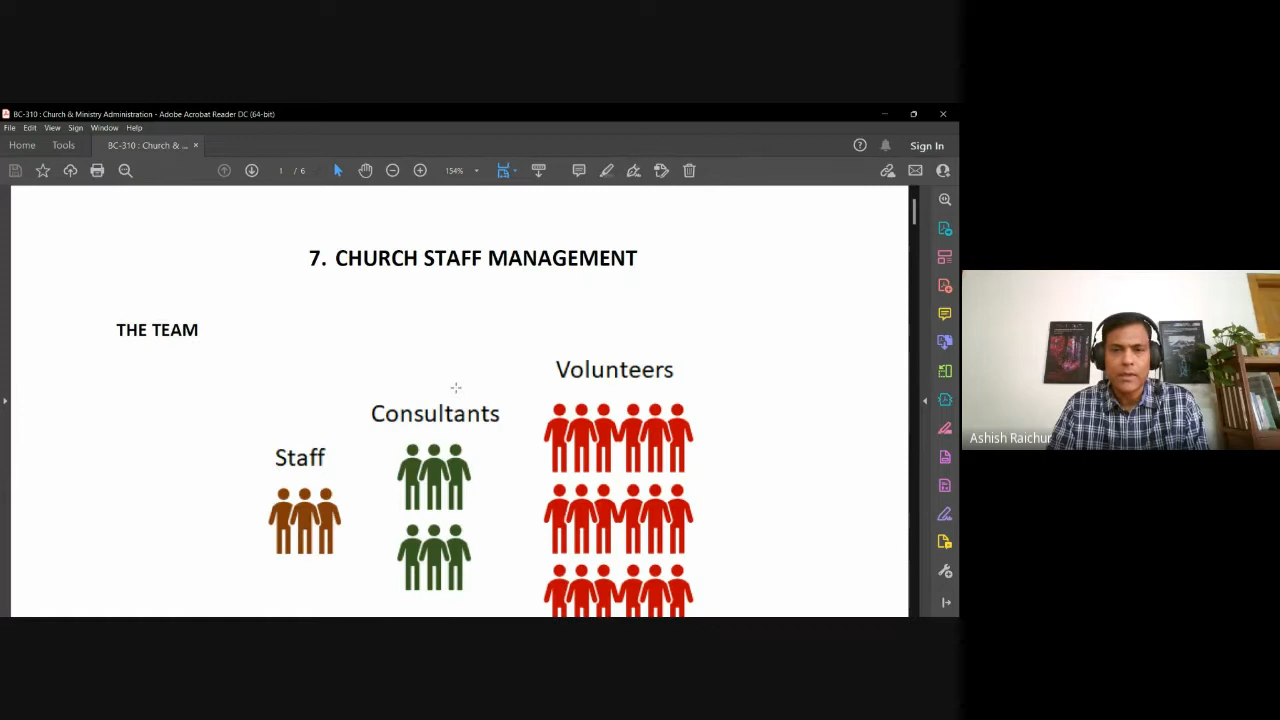 BC-310 : Church & Ministry Administration - Adobe Acrobat Reader DC (64-bit)
File Edit View Sign Window Help
Home Tools BC-310 : Church & ... × Sign In
1 / 6 154%
7. CHURCH STAFF MANAGEMENT
THE TEAM
Volunteers
Consultants
Staff
Ashish Raichur